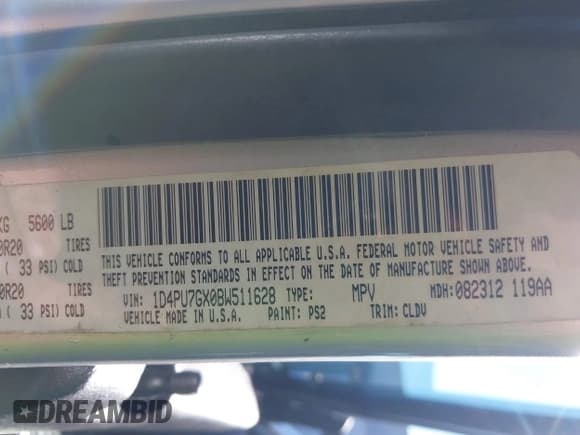 KG 5600 LB
0R20 TIRES
( 33 PSI) COLD
0R20 TIRES
( 33 PSI) COLD
THIS VEHICLE CONFORMS TO ALL APPLICABLE U.S.A. FEDERAL MOTOR VEHICLE SAFETY AND
THEFT PREVENTION STANDARDS IN EFFECT ON THE DATE OF MANUFACTURE SHOWN ABOVE.
VIN: 1D4PU7GX0BW511628 TYPE: MPV MDH: 082312 119AA
VEHICLE MADE IN U.S.A. PAINT: PS2 TRIM: CLDV
DREAMBID